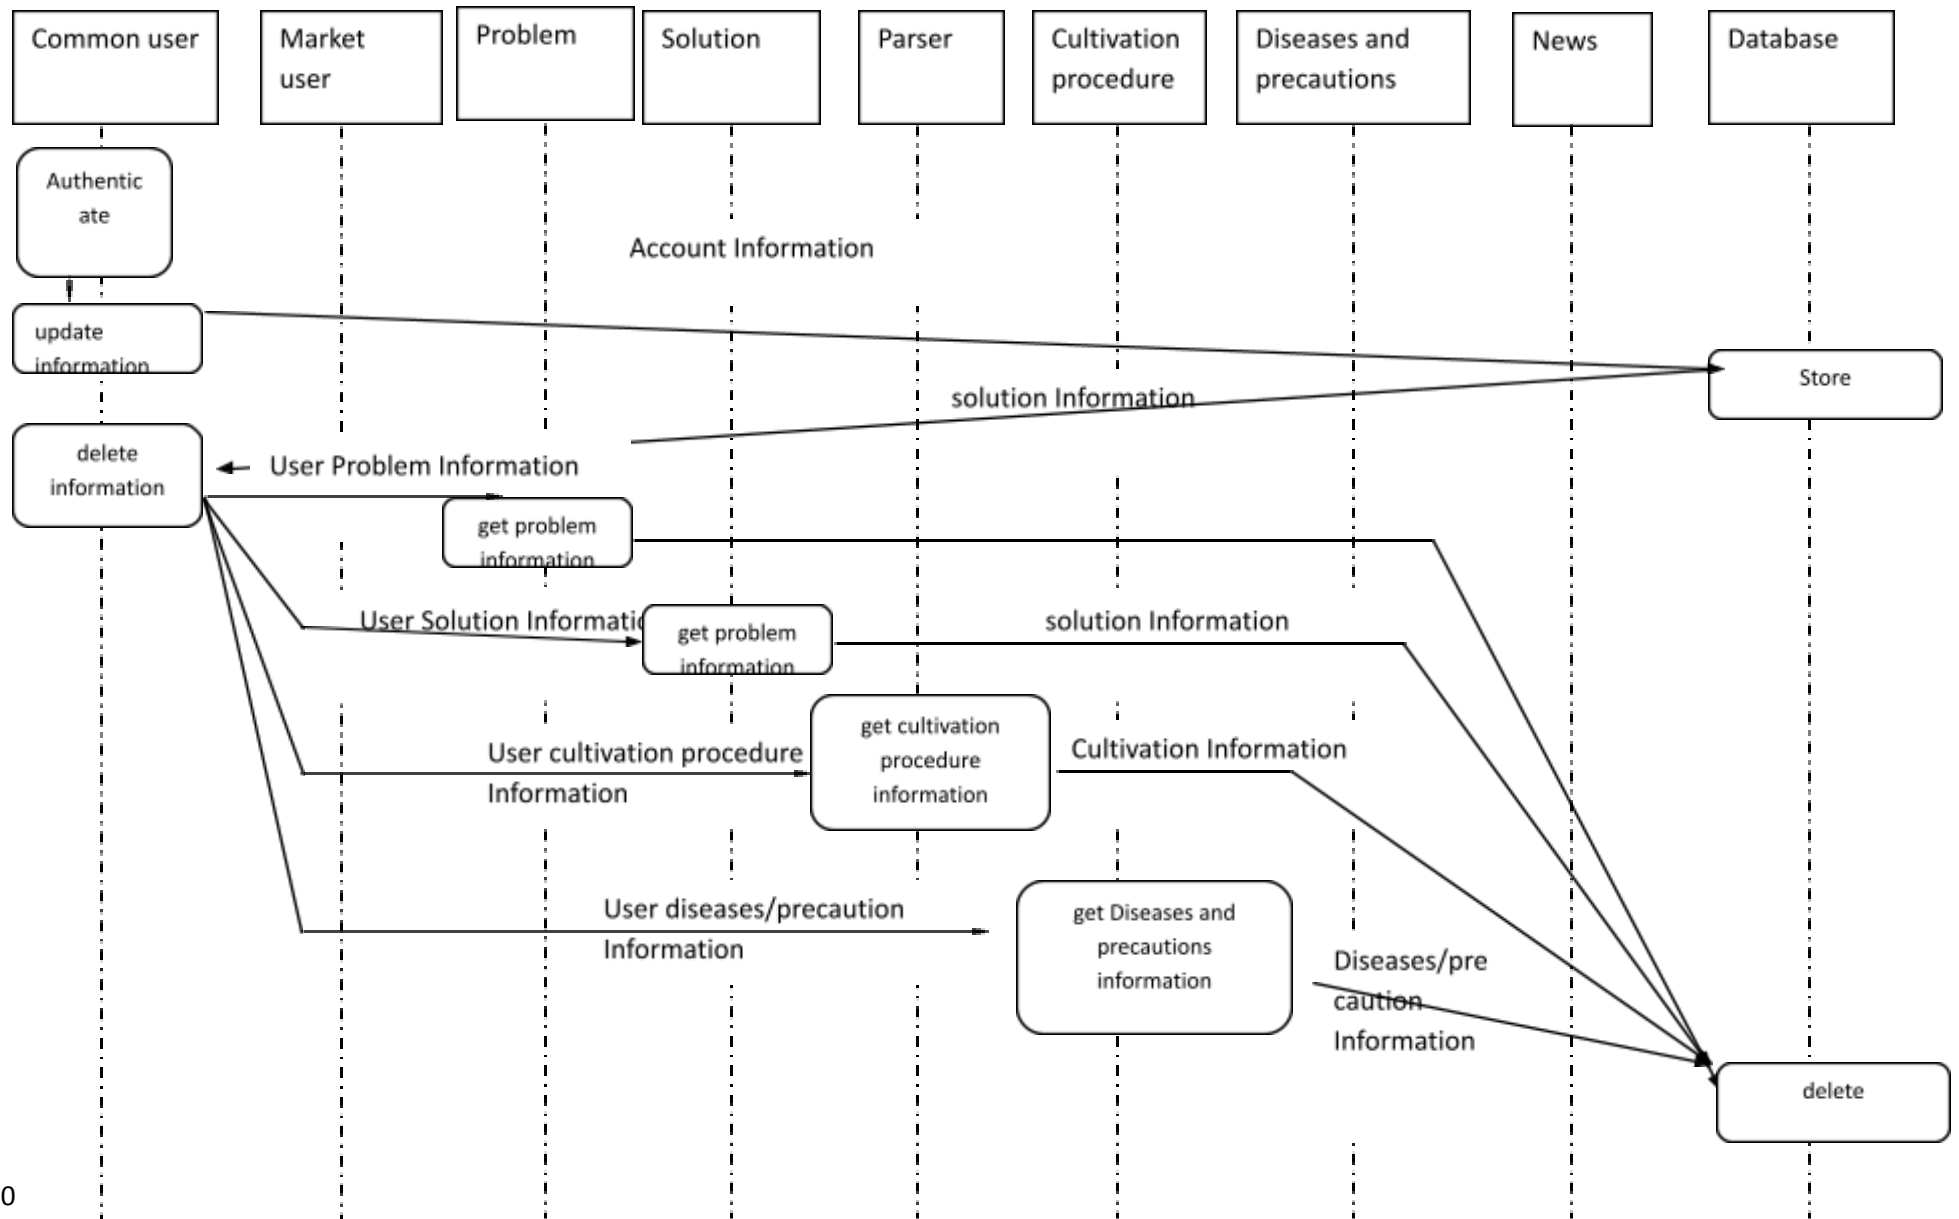 Common user
Market
user
Problem
Solution
Parser
Cultivation
procedure
Diseases and
precautions
News
Database
Authentic
ate
Account Information
update
information
Store
solution Information
delete
information
User Problem Information
get problem
information
User Solution Informatio
get problem
information
solution Information
get cultivation
procedure
information
User cultivation procedure
Information
Cultivation Information
User diseases/precaution
Information
get Diseases and
precautions
information
Diseases/pre
caution
Information
delete
0